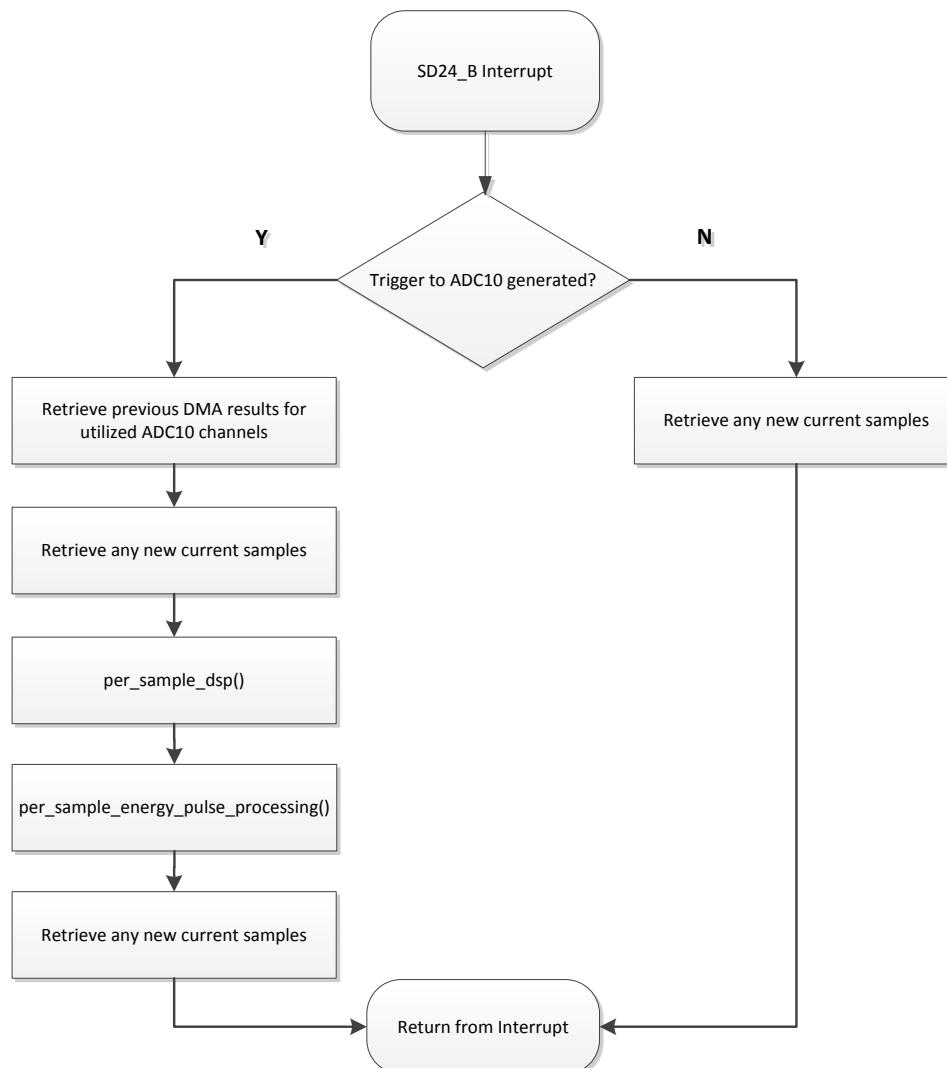 SD24_B Interrupt
Y
N
Trigger to ADC10 generated?
Retrieve previous DMA results for
utilized ADC10 channels
Retrieve any new current samples
Retrieve any new current samples
per_sample_dsp()
per_sample_energy_pulse_processing()
Retrieve any new current samples
Return from Interrupt